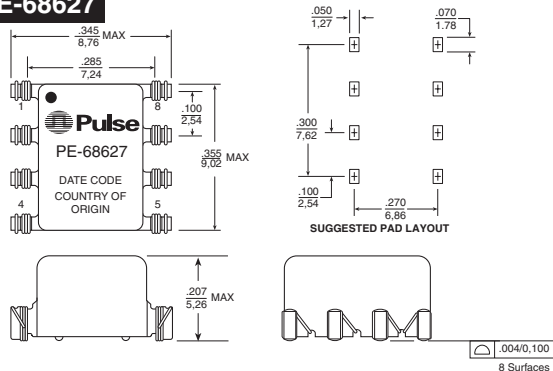 E-68627
.345
8,76
MAX
.285
7,24
1
8
.100
2,54
Pulse
PE-68627
DATE CODE
COUNTRY OF
ORIGIN
4
5
.355
9,02
MAX
.050
1,27
.070
1.78
.300
7,62
.100
2,54
.270
6,86
SUGGESTED PAD LAYOUT
.207
5,26
MAX
.004/0,100
8 Surfaces